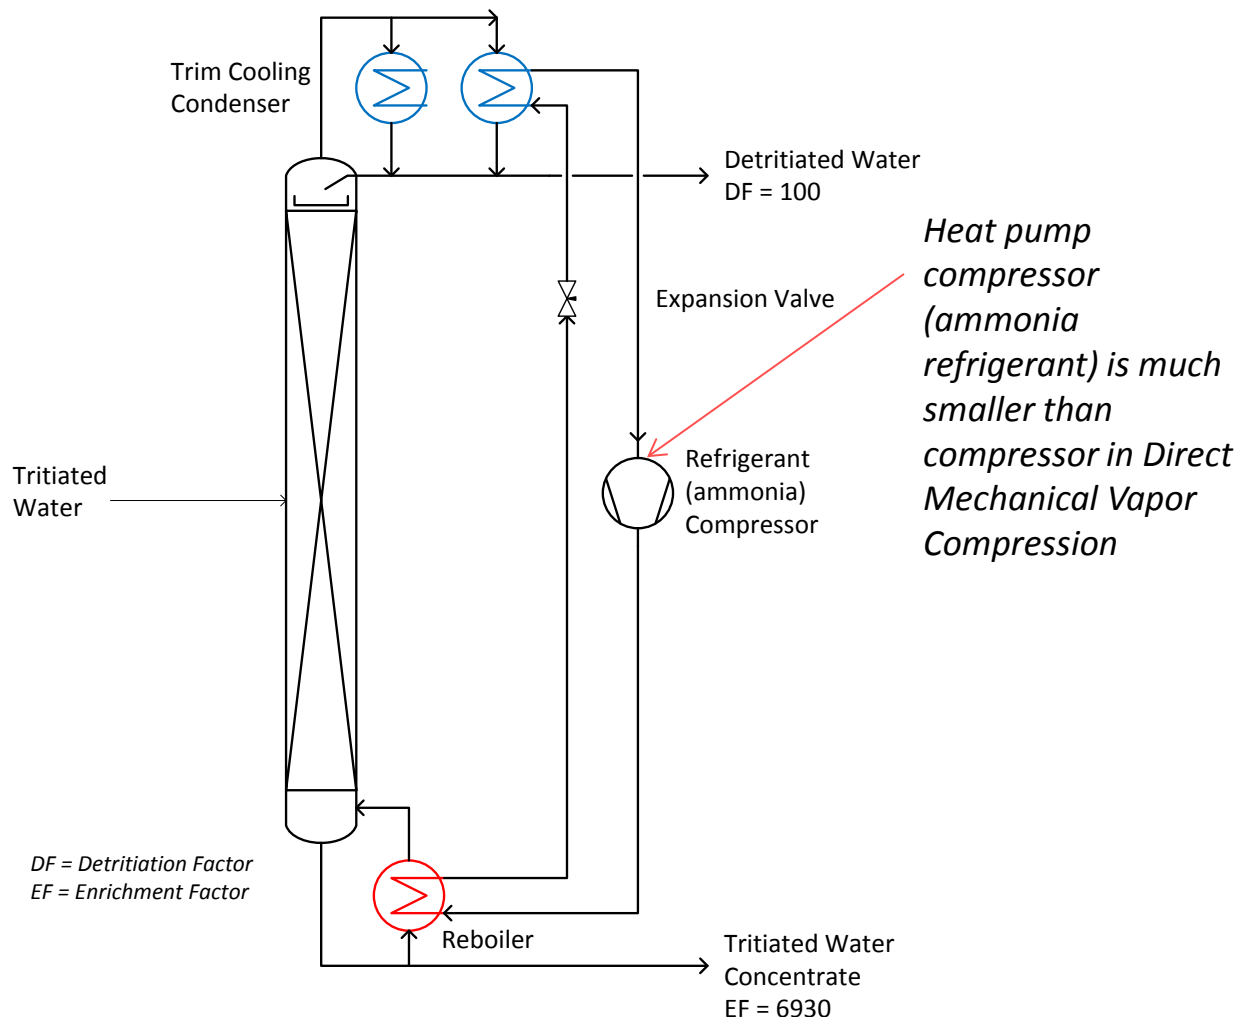 Trim Cooling
Condenser
Detritiated Water
DF = 100
Heat pump
compressor
(ammonia
refrigerant) is much
smaller than
compressor in Direct
Mechanical Vapor
Compression
Expansion Valve
Tritiated
Water
Refrigerant
(ammonia)
Compressor
DF = Detritiation Factor
EF = Enrichment Factor
Reboiler
Tritiated Water
Concentrate
EF = 6930